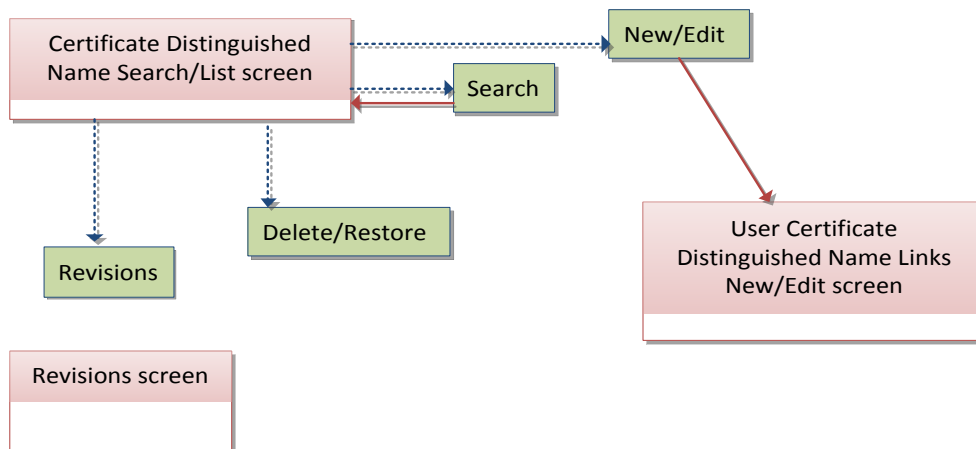 Certificate Distinguished
Name Search/List screen
New/Edit
Search
Delete/Restore
Revisions
User Certificate
Distinguished Name Links
New/Edit screen
Revisions screen